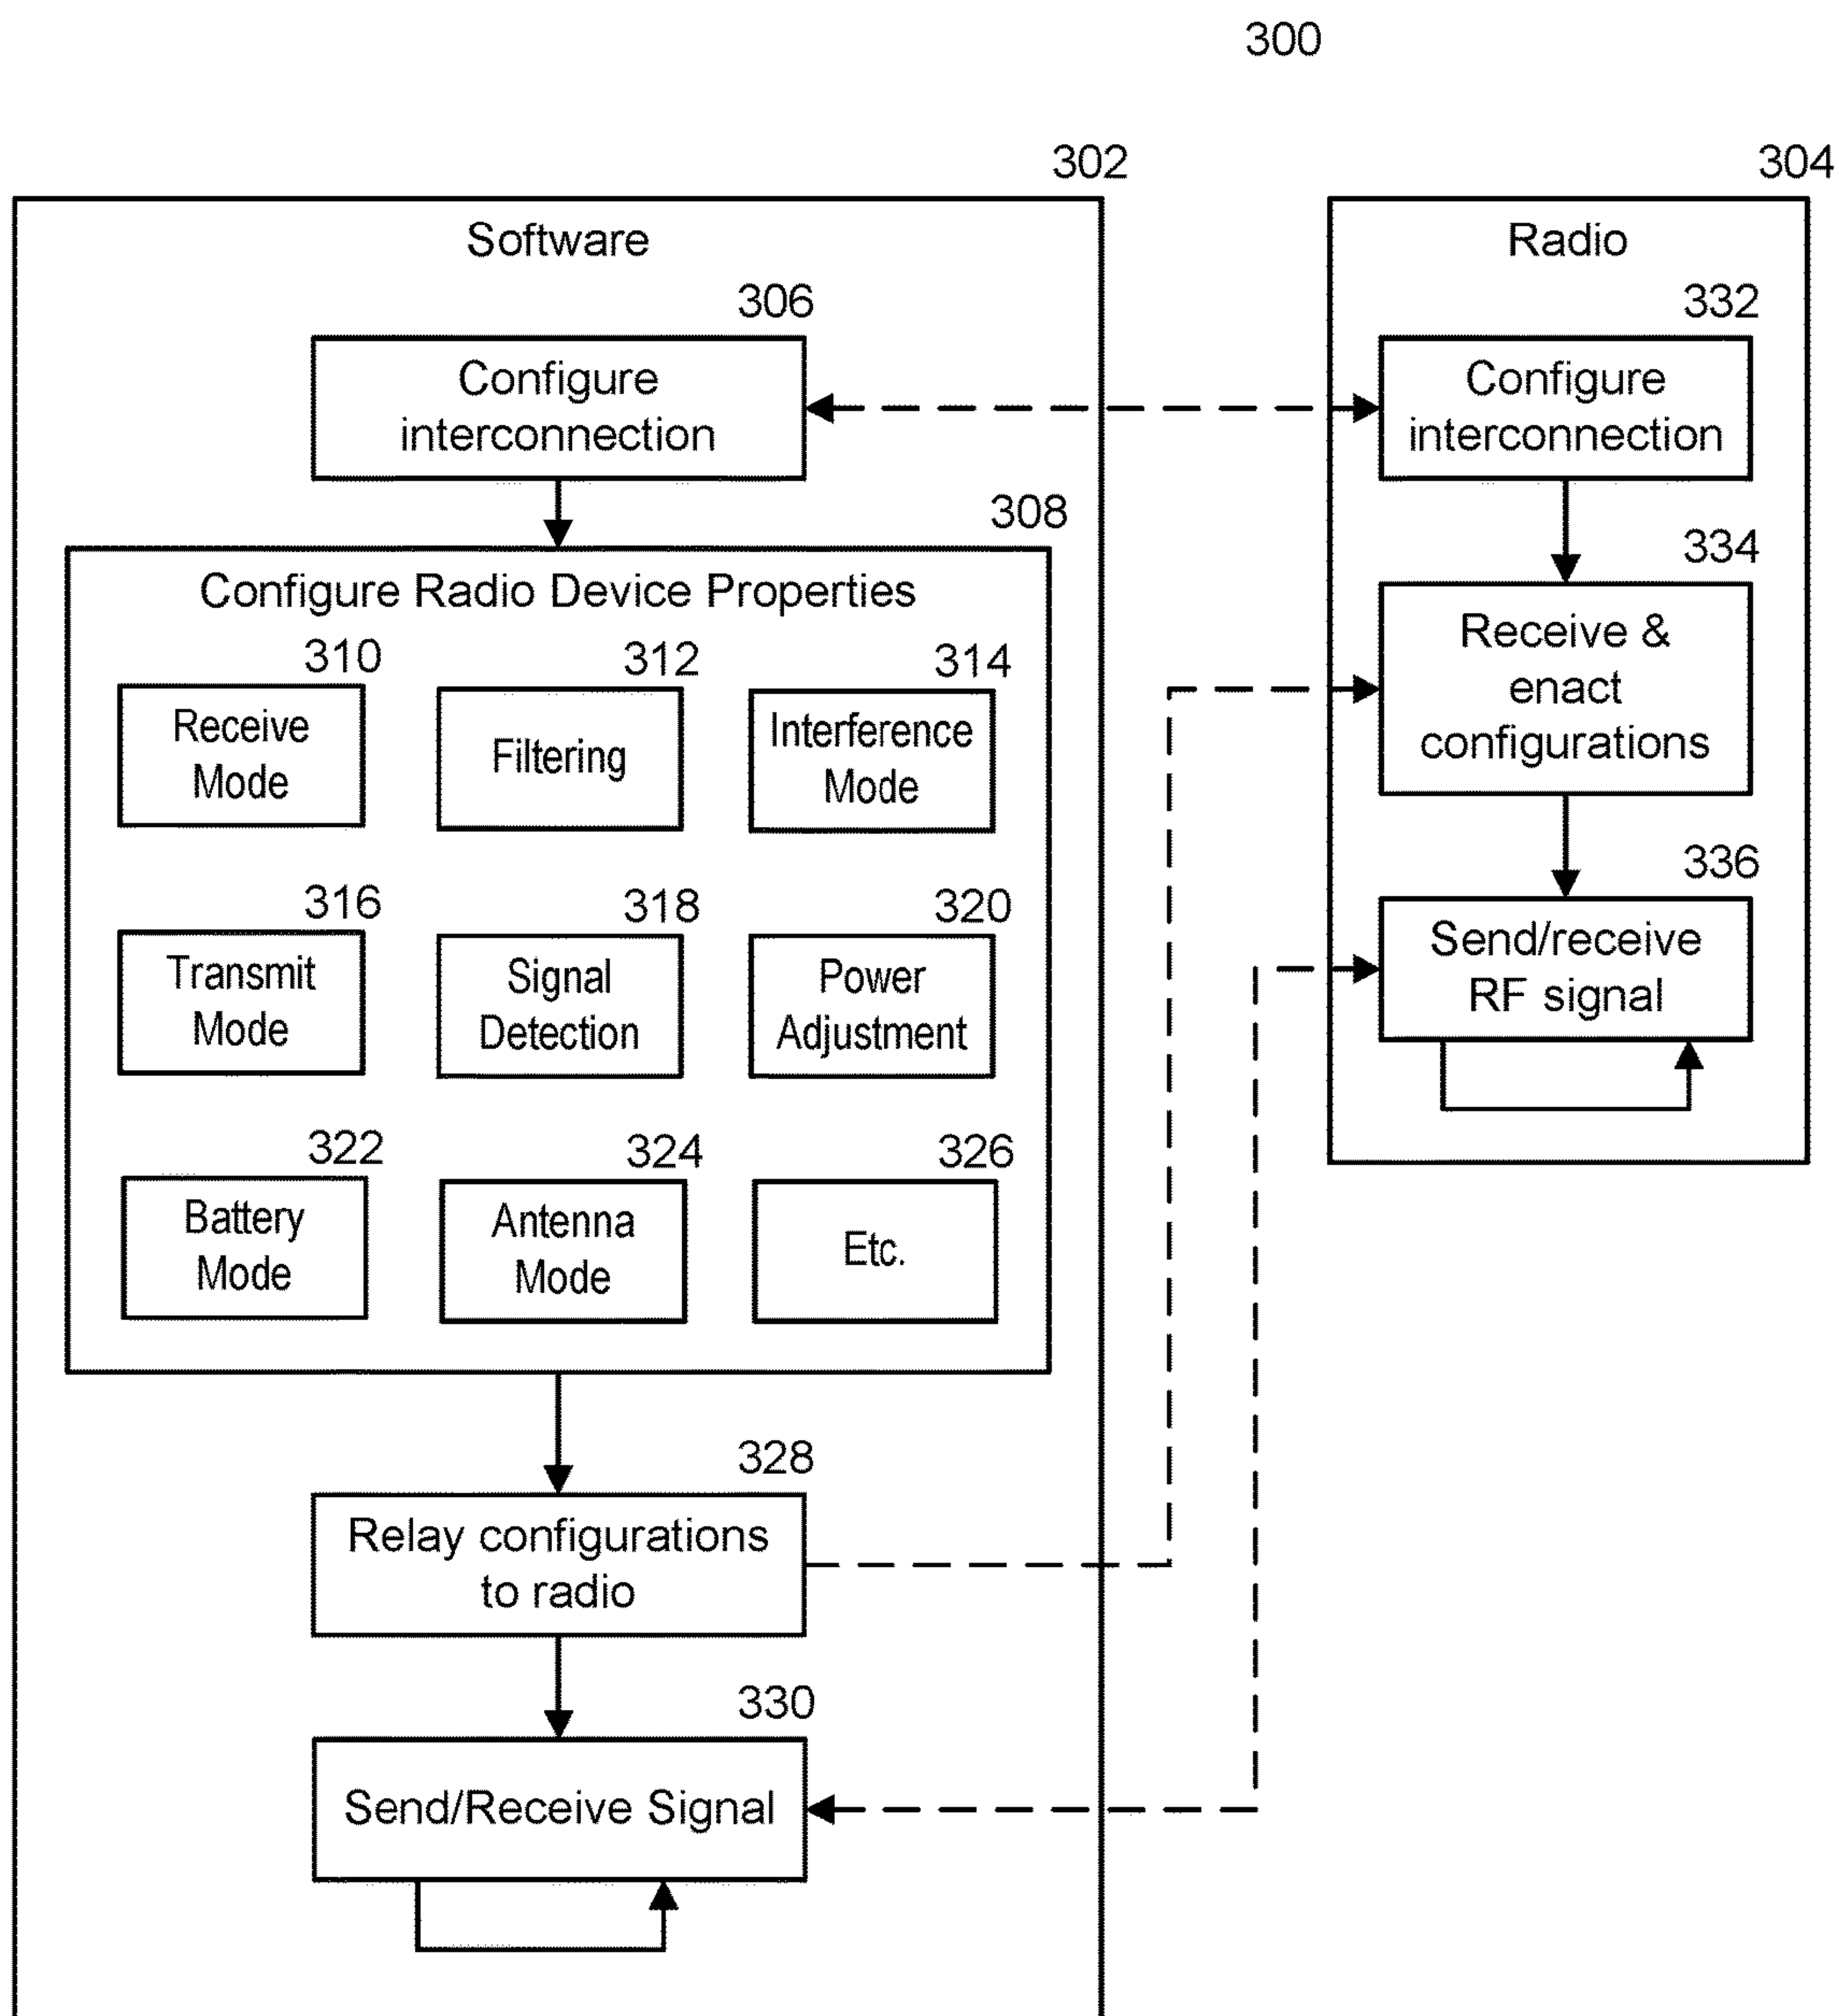 300
302
304
Software
Radio
306
332
Configure
interconnection
Configure
interconnection
308
334
Configure Radio Device Properties
Receive &
enact
configurations
310
312
314
Receive
Mode
Filtering
Interference
Mode
316
318
320
336
Transmit
Mode
Signal
Detection
Power
Adjustment
Send/receive
RF signal
322
324
326
Battery
Mode
Antenna
Mode
Etc.
328
Relay configurations
to radio
330
Send/Receive Signal